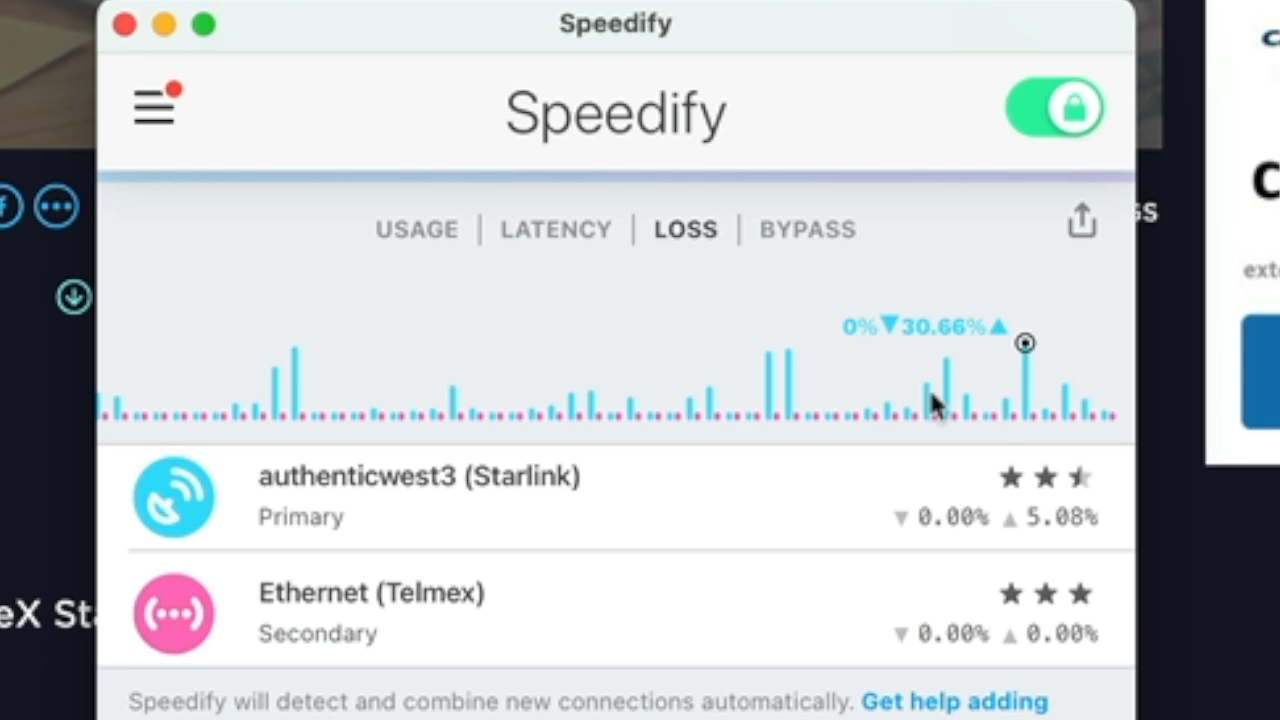 Speedify
Speedify
USAGE | LATENCY | LOSS | BYPASS
0%▼30.66%▲
authenticwest3 (Starlink)
Primary
▼ 0.00% ▲ 5.08%
Ethernet (Telmex)
Secondary
▼ 0.00% ▲ 0.00%
Speedify will detect and combine new connections automatically. Get help adding